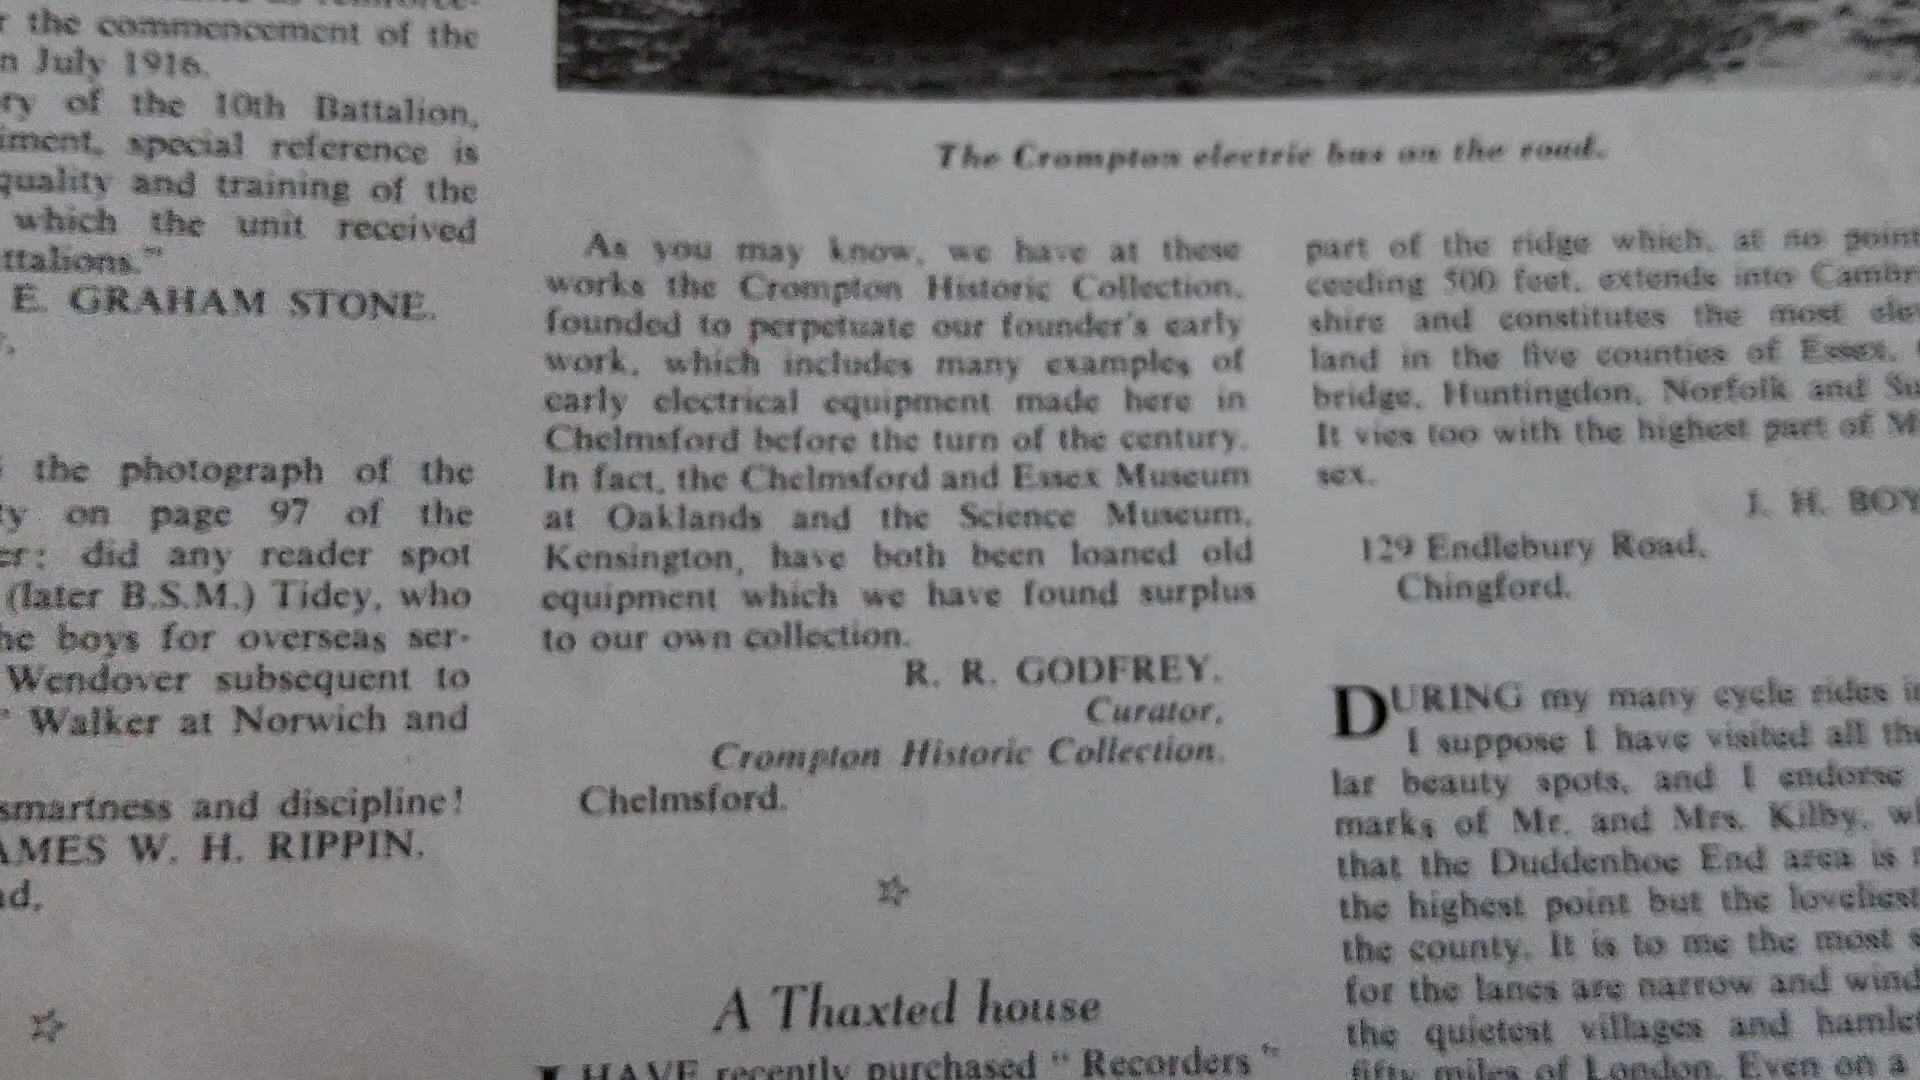 r the commencement of the
n July 1916.
ry of the 10th Battalion,
iment, special reference is
quality and training of the
which the unit received
ttalions."
E. GRAHAM STONE.
the photograph of the
ty on page 97 of the
er: did any reader spot
(later B.S.M.) Tidey, who
he boys for overseas ser-
Wendover subsequent to
" Walker at Norwich and
smartness and discipline!
AMES W. H. RIPPIN.
ad,
The Crompton electric bus on the road.
As you may know, we have at these
works the Crompton Historic Collection,
founded to perpetuate our founder's early
work, which includes many examples of
early electrical equipment made here in
Chelmsford before the turn of the century.
In fact, the Chelmsford and Essex Museum
at Oaklands and the Science Museum,
Kensington, have both been loaned old
equipment which we have found surplus
to our own collection.
R. R. GODFREY.
Curator,
Crompton Historic Collection.
Chelmsford.
A Thaxted house
I HAVE recently purchased "Recorders"
part of the ridge which, at no point
ceeding 500 feet, extends into Cambr
shire and constitutes the most elev
land in the five counties of Essex,
bridge, Huntingdon, Norfolk and Su
It vies too with the highest part of M
sex.
J. H. BOY
129 Endlebury Road,
Chingford.
DURING my many cycle rides i
I suppose I have visited all the
lar beauty spots, and I endorse
marks of Mr. and Mrs. Kilby, wh
that the Duddenhoe End area is
the highest point but the loveliest
the county. It is to me the most s
for the lanes are narrow and wind
the quietest villages and hamlet
fifty miles of London. Even on a